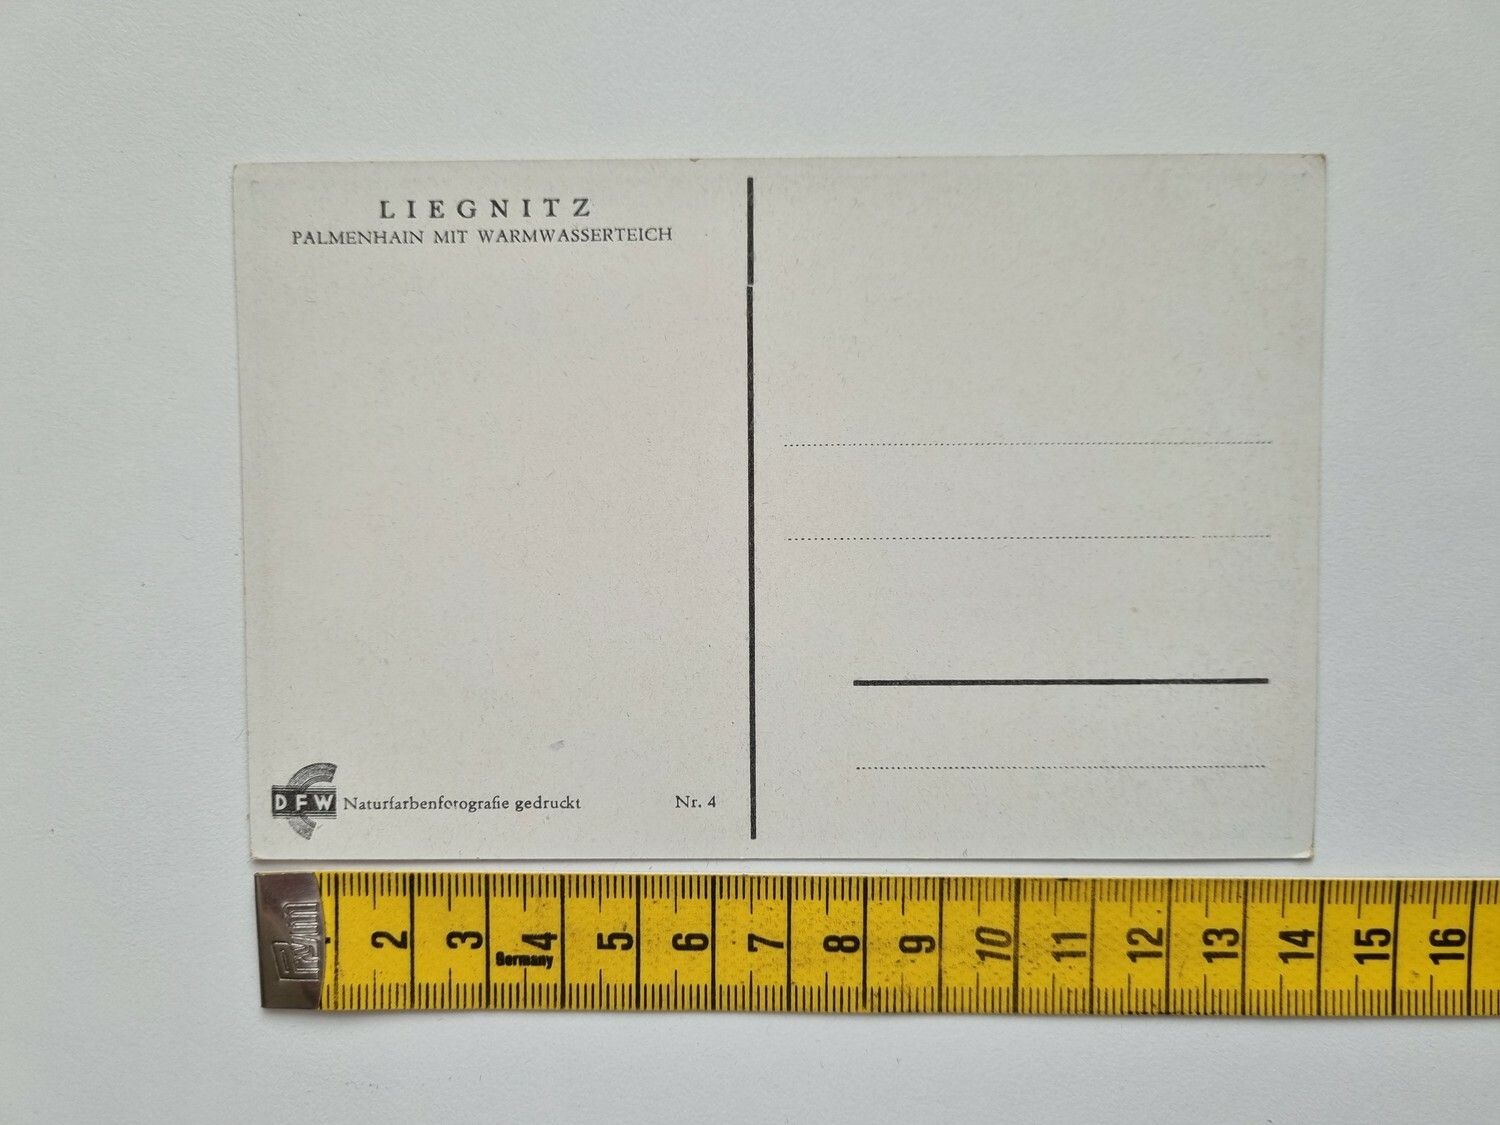 LIEGNITZ
PALMENHAIN MIT WARMWASSERTEICH
DFW Naturfarbenfotografie gedruckt Nr. 4
Prym 2 3 4 5 6 7 8 9 10 11 12 13 14 15 16
Germany